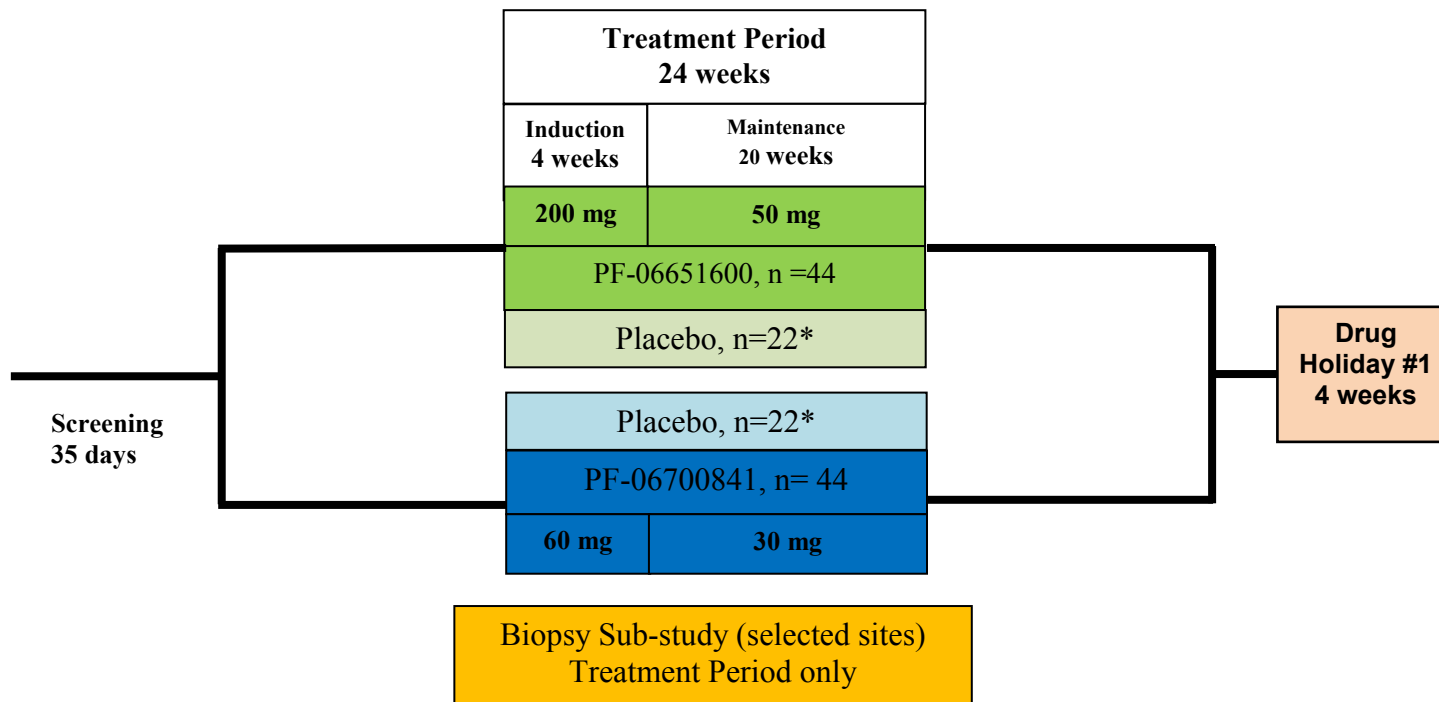 Treatment Period
24 weeks
Induction
4 weeks
Maintenance
20 weeks
200 mg
50 mg
PF-06651600, n =44
Placebo, n=22*
Screening
35 days
Placebo, n=22*
PF-06700841, n= 44
60 mg
30 mg
Drug
Holiday #1
4 weeks
Biopsy Sub-study (selected sites)
Treatment Period only